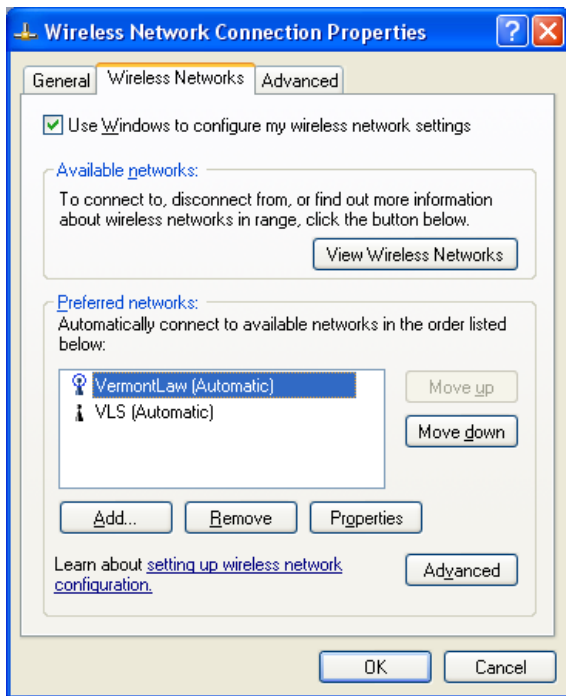 Wireless Network Connection Properties
General Wireless Networks Advanced
Use Windows to configure my wireless network settings
Available networks:
To connect to, disconnect from, or find out more information
about wireless networks in range, click the button below.
View Wireless Networks
Preferred networks:
Automatically connect to available networks in the order listed
below:
VermontLaw (Automatic)
VLS (Automatic)
Move up
Move down
Add... Remove Properties
Learn about setting up wireless network
configuration.
Advanced
OK Cancel